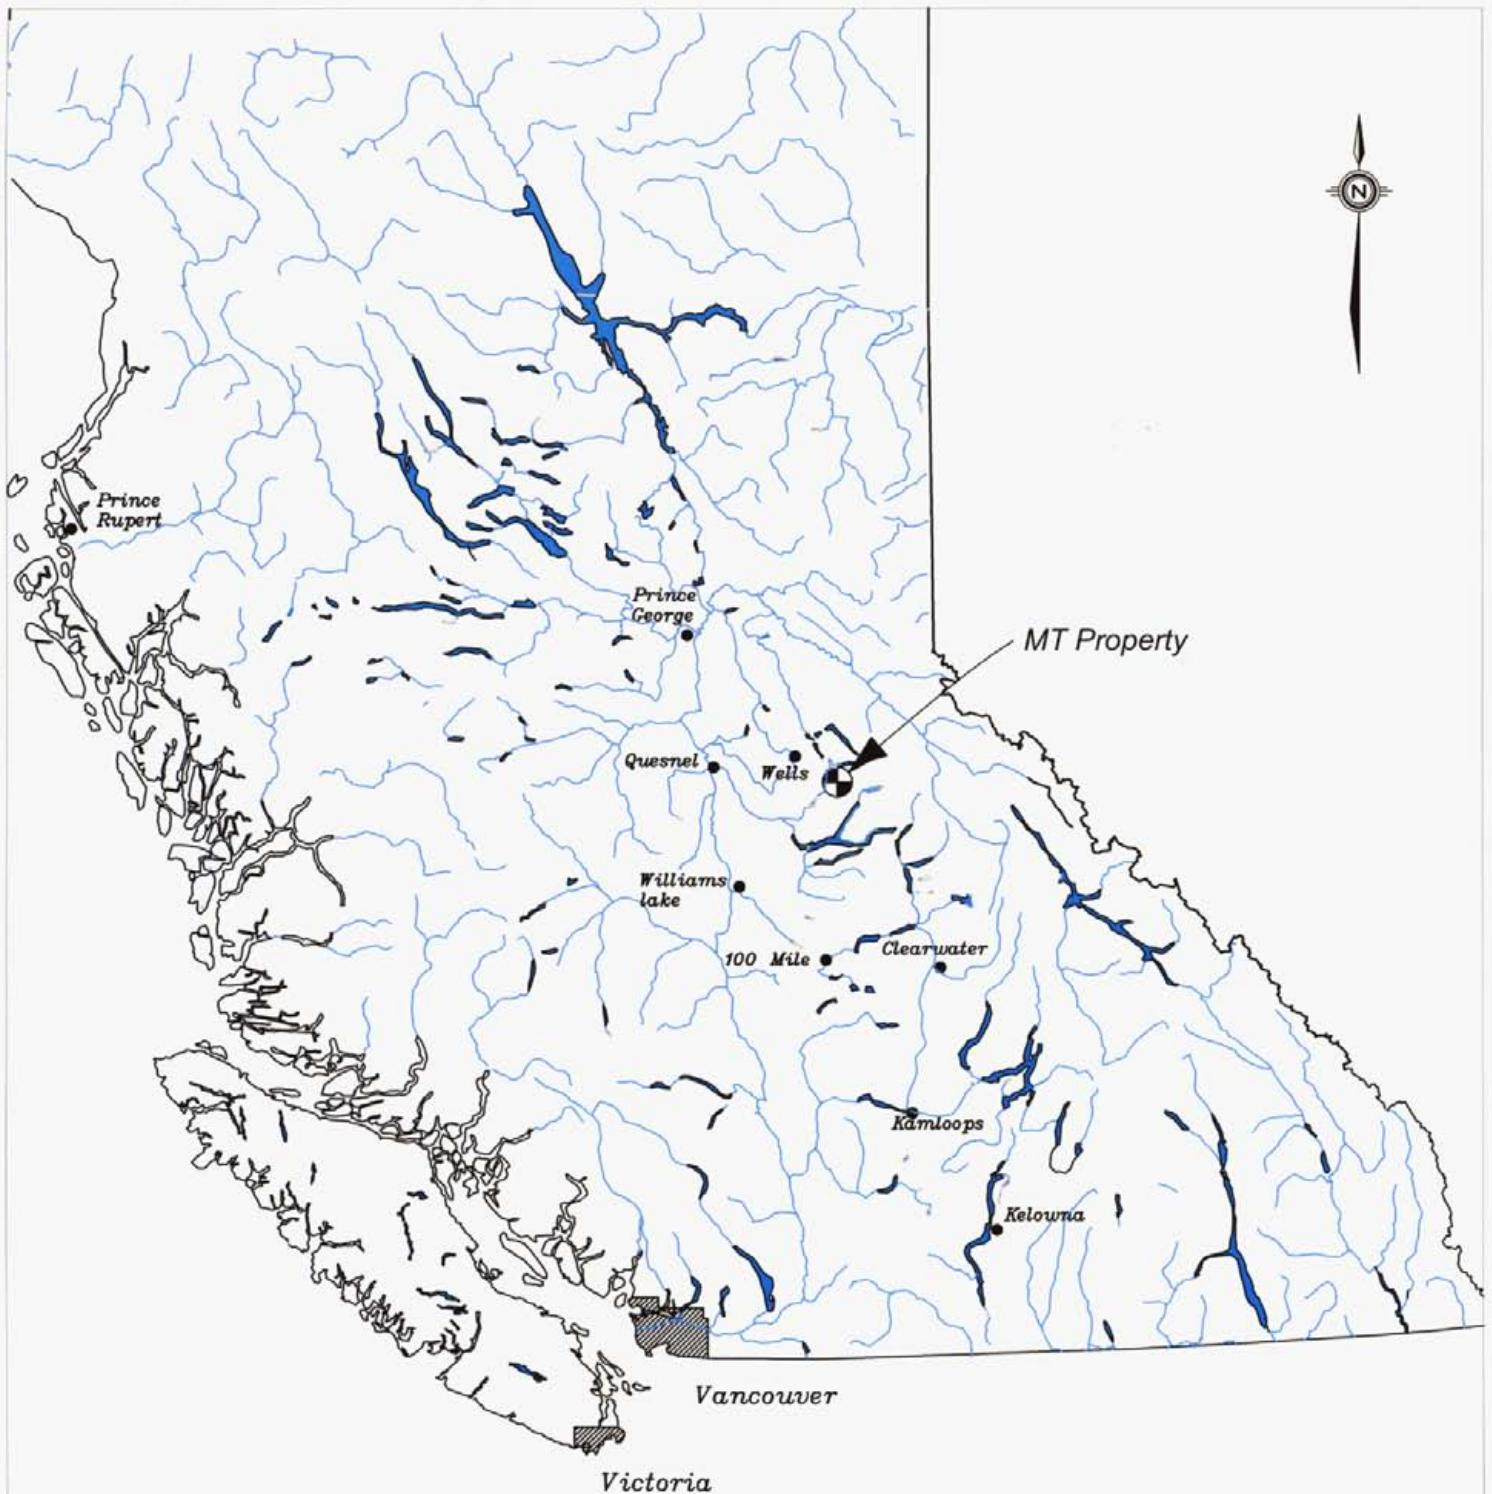 N
Prince
Rupert
Prince
George
MT Property
Quesnel
Wells
Williams
lake
100 Mile
Clearwater
Kamloops
Kelowna
Vancouver
Victoria